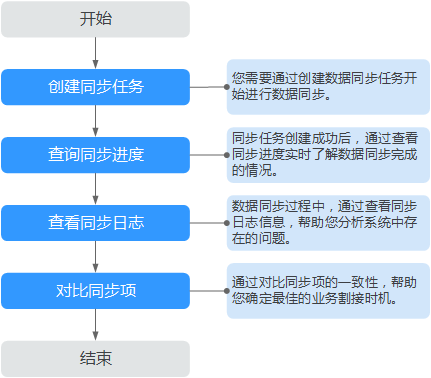 开始
创建同步任务
您需要通过创建数据同步任务开
始进行数据同步。
查询同步进度
同步任务创建成功后，通过查看
同步进度实时了解数据同步完成
的情况。
查看同步日志
数据同步过程中，通过查看同步
日志信息，帮助您分析系统中存
在的问题。
对比同步项
通过对比同步项的一致性，帮助
您确定最佳的业务割接时机。
结束